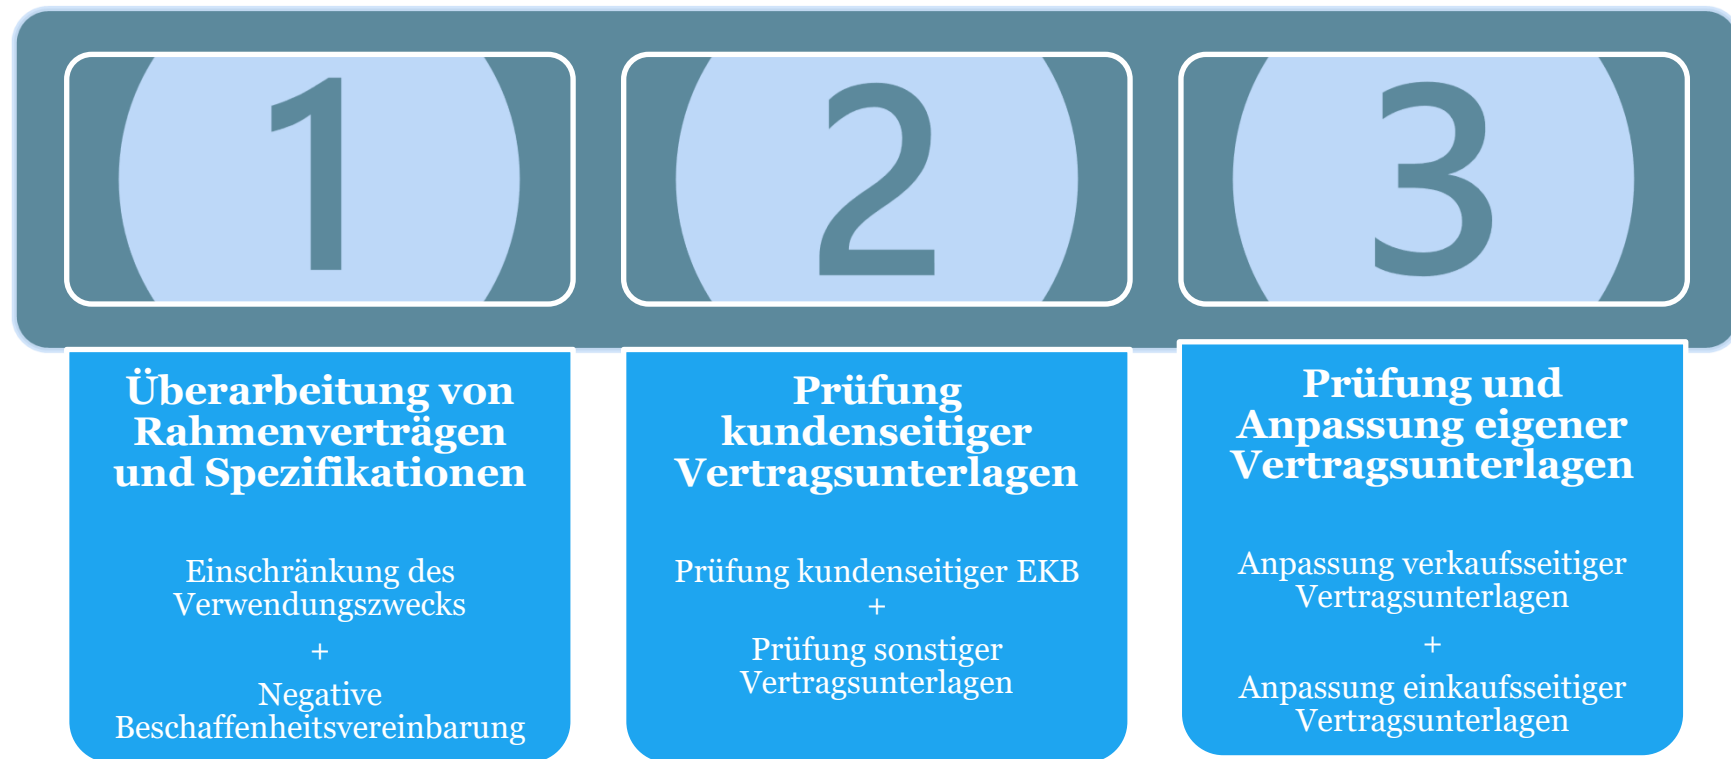 1
2
3
Überarbeitung von
Rahmenverträgen
und Spezifikationen
Einschränkung des
Verwendungszwecks
+
Negative
Beschaffenheitsvereinbarung
Prüfung
kundenseitiger
Vertragsunterlagen
Prüfung kundenseitiger EKB
+
Prüfung sonstiger
Vertragsunterlagen
Prüfung und
Anpassung eigener
Vertragsunterlagen
Anpassung verkaufsseitiger
Vertragsunterlagen
+
Anpassung einkaufsseitiger
Vertragsunterlagen